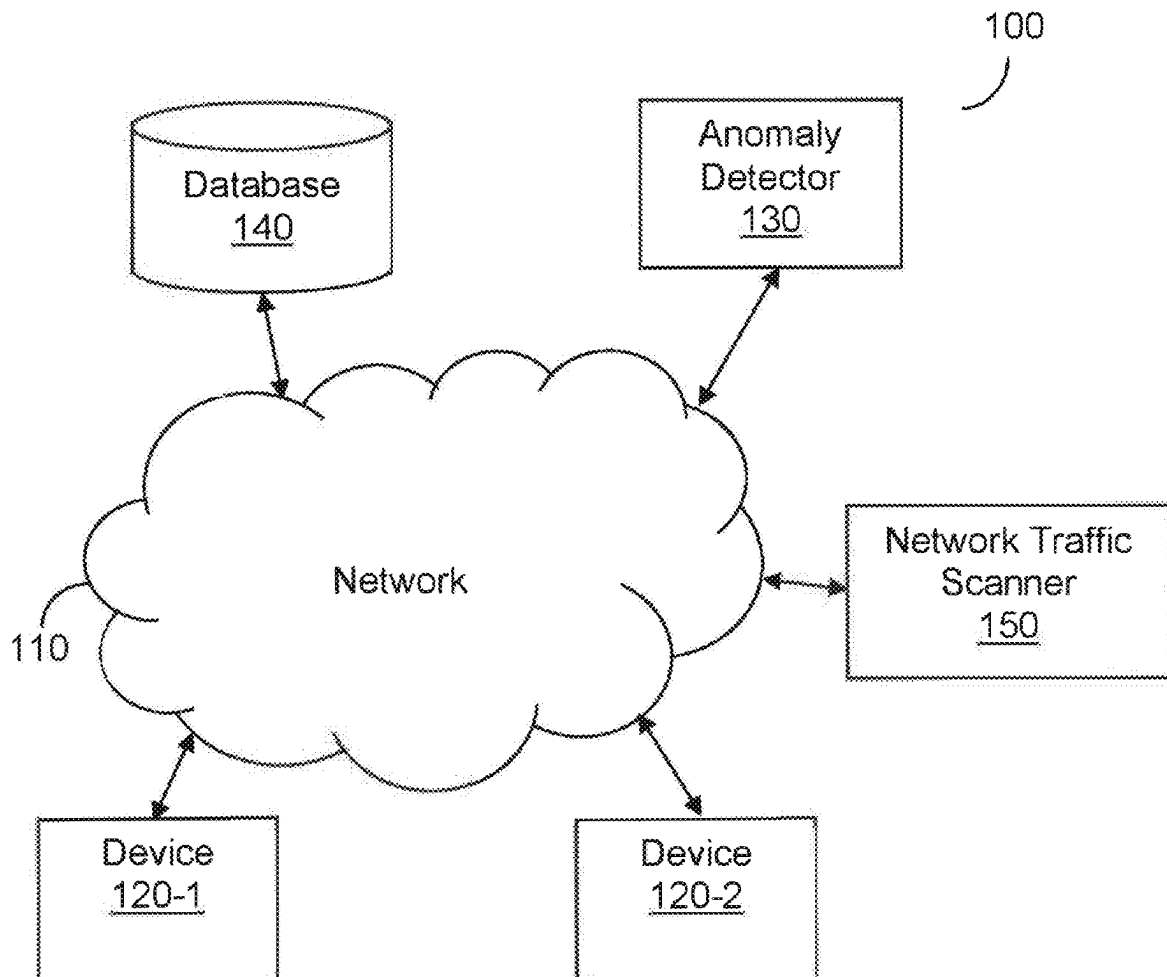 100
Database
140
Anomaly
Detector
130
Network
110
Network Traffic
Scanner
150
Device
120-1
Device
120-2